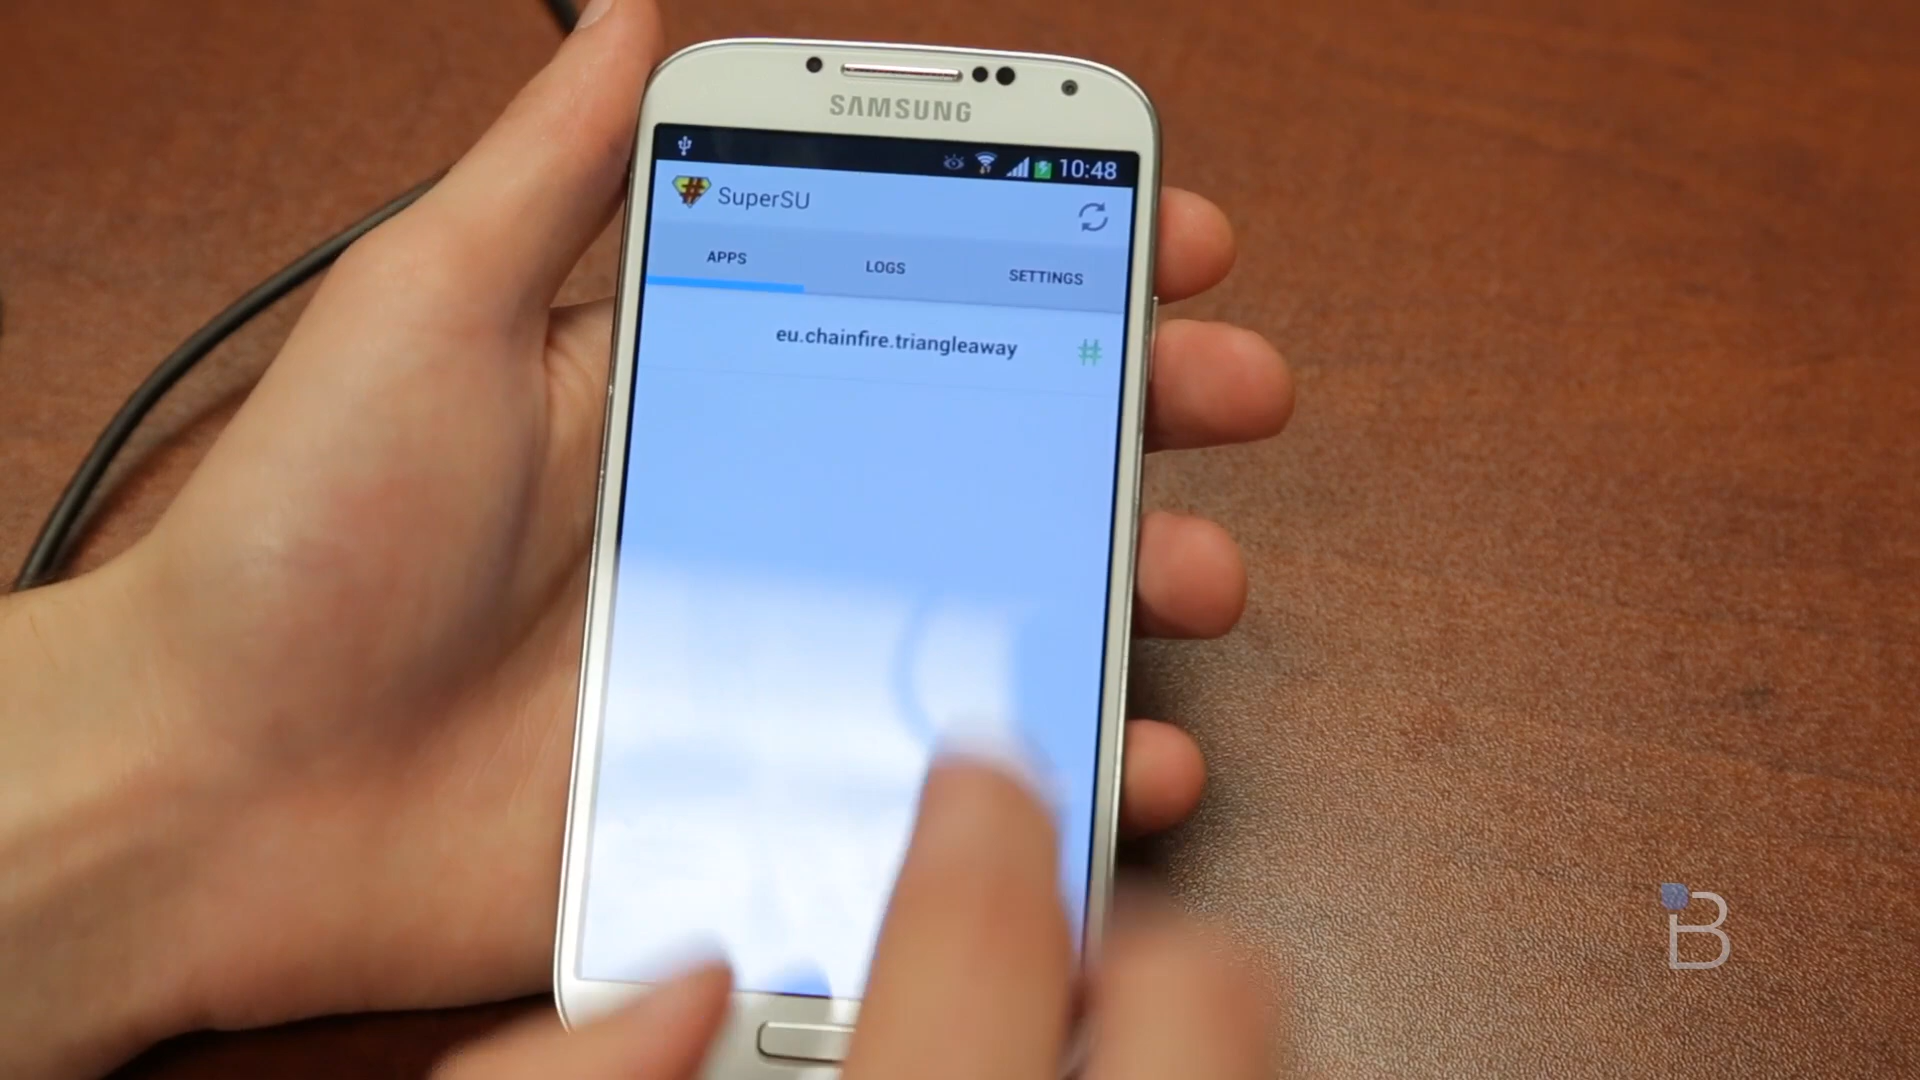 SAMSUNG
10:48
# SuperSU
APPS LOGS SETTINGS
eu.chainfire.triangleaway #
B